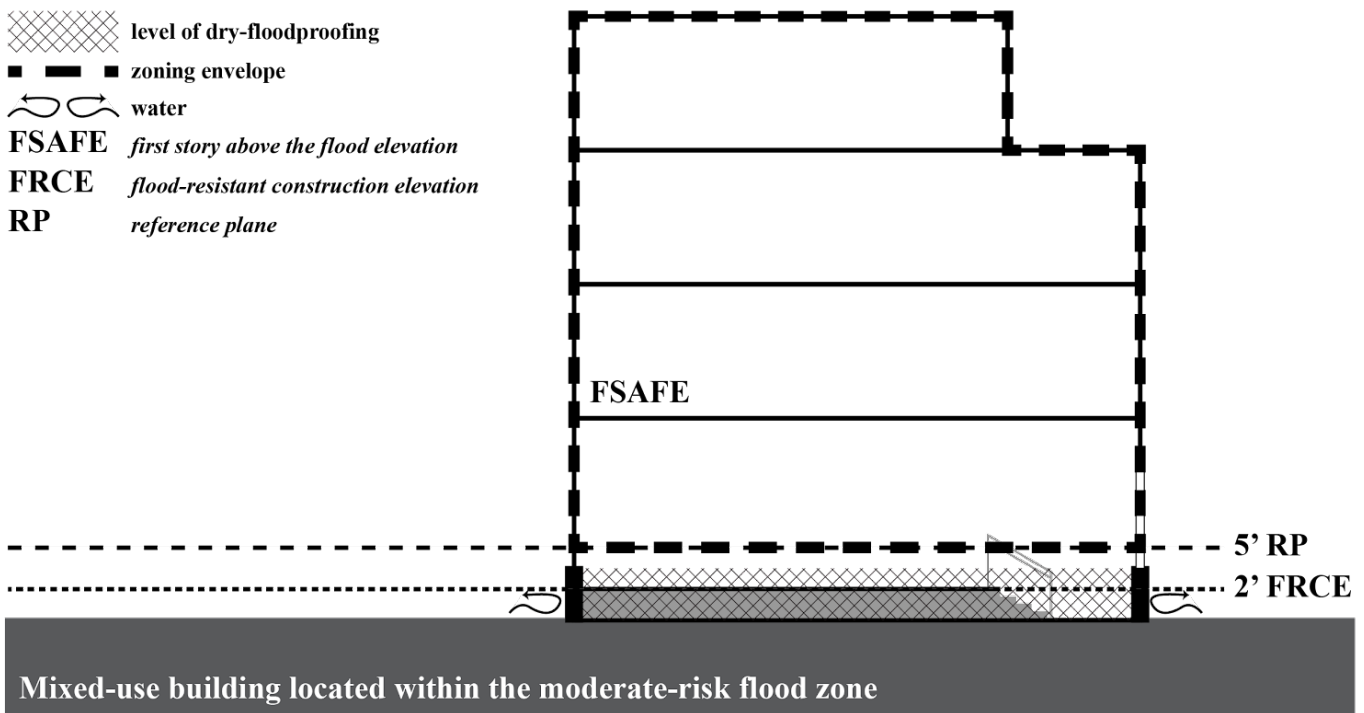 level of dry-floodproofing
zoning envelope
water
FSAFE first story above the flood elevation
FRCE flood-resistant construction elevation
RP reference plane
FSAFE
5’ RP
2’ FRCE
Mixed-use building located within the moderate-risk flood zone